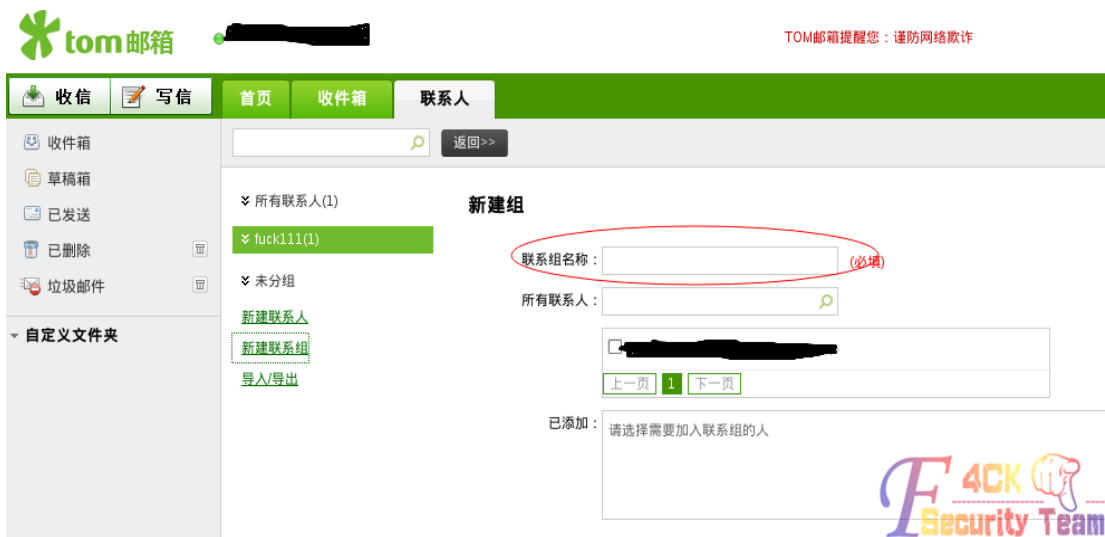 tom邮箱
TOM邮箱提醒您：谨防网络欺诈
收信 写信 首页 收件箱 联系人
收件箱
草稿箱
已发送
已删除
垃圾邮件
自定义文件夹
返回>>
所有联系人(1)
fuck111(1)
未分组
新建联系人
新建联系组
导入/导出
新建组
联系组名称： (必填)
所有联系人：
上一页 1 下一页
已添加： 请选择需要加入联系组的人
F4CK
Security Team